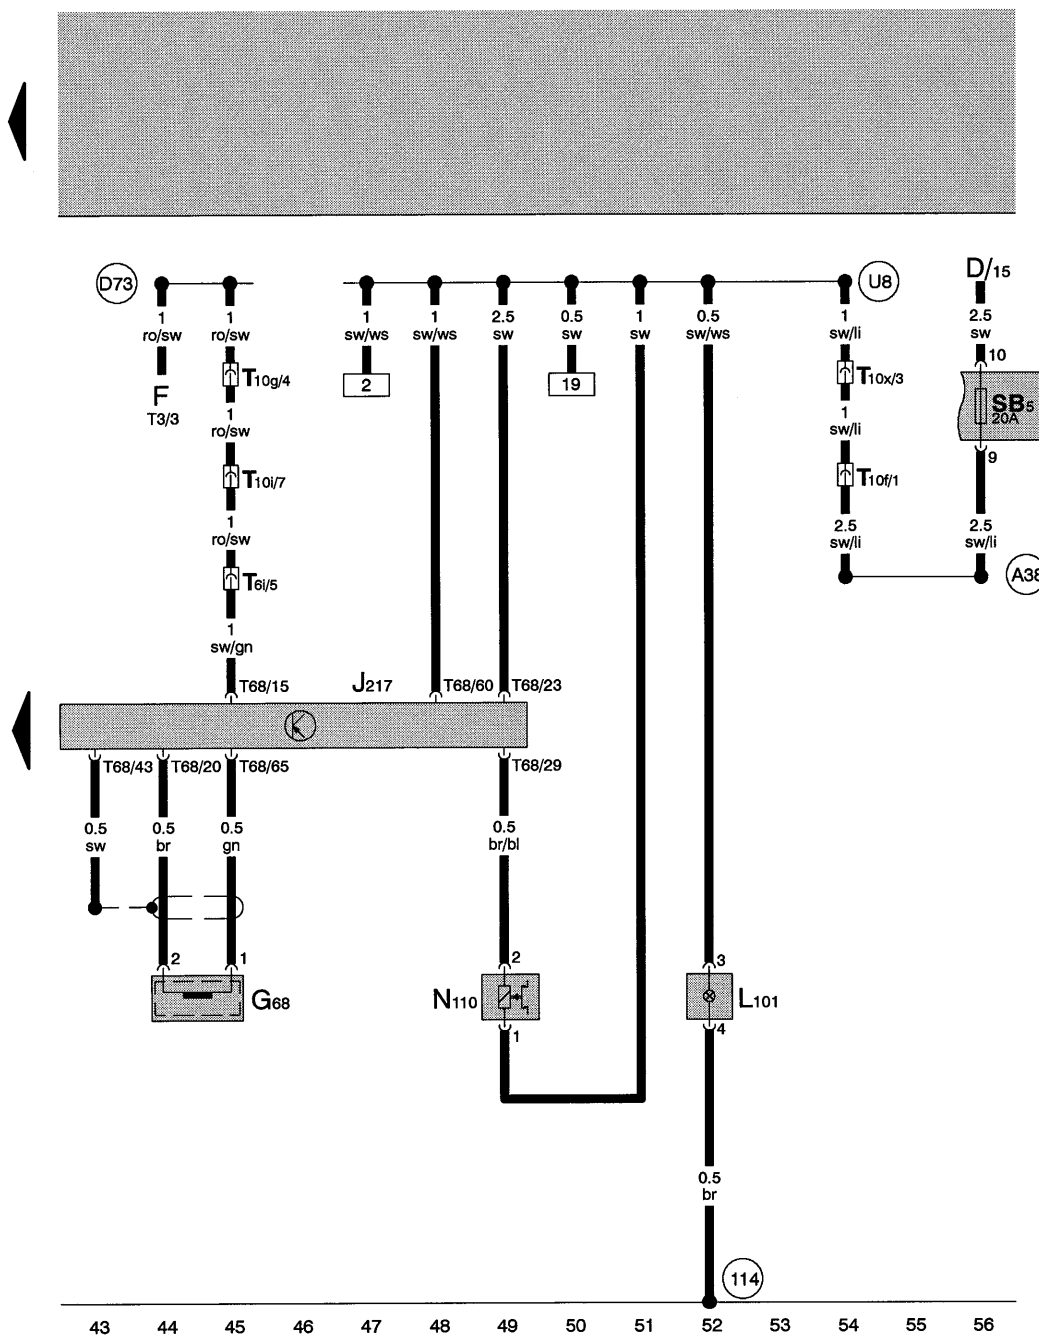 D73
U8
D/15
1
ro/sw
1
ro/sw
1
sw/ws
1
sw/ws
2.5
sw
0.5
sw
1
sw
0.5
sw/ws
1
sw/li
2.5
sw
10
F
T3/3
T10g/4
2
19
T10x/3
SB5
20A
1
ro/sw
1
sw/li
9
T10i/7
T10f/1
1
ro/sw
2.5
sw/li
2.5
sw/li
T6i/5
A38
1
sw/gn
T68/15
J217
T68/60
T68/23
T68/43
T68/20
T68/65
T68/29
0.5
sw
0.5
br
0.5
gn
0.5
br/bl
2
1
2
3
G68
N110
L101
1
4
0.5
br
114
43 44 45 46 47 48 49 50 51 52 53 54 55 56